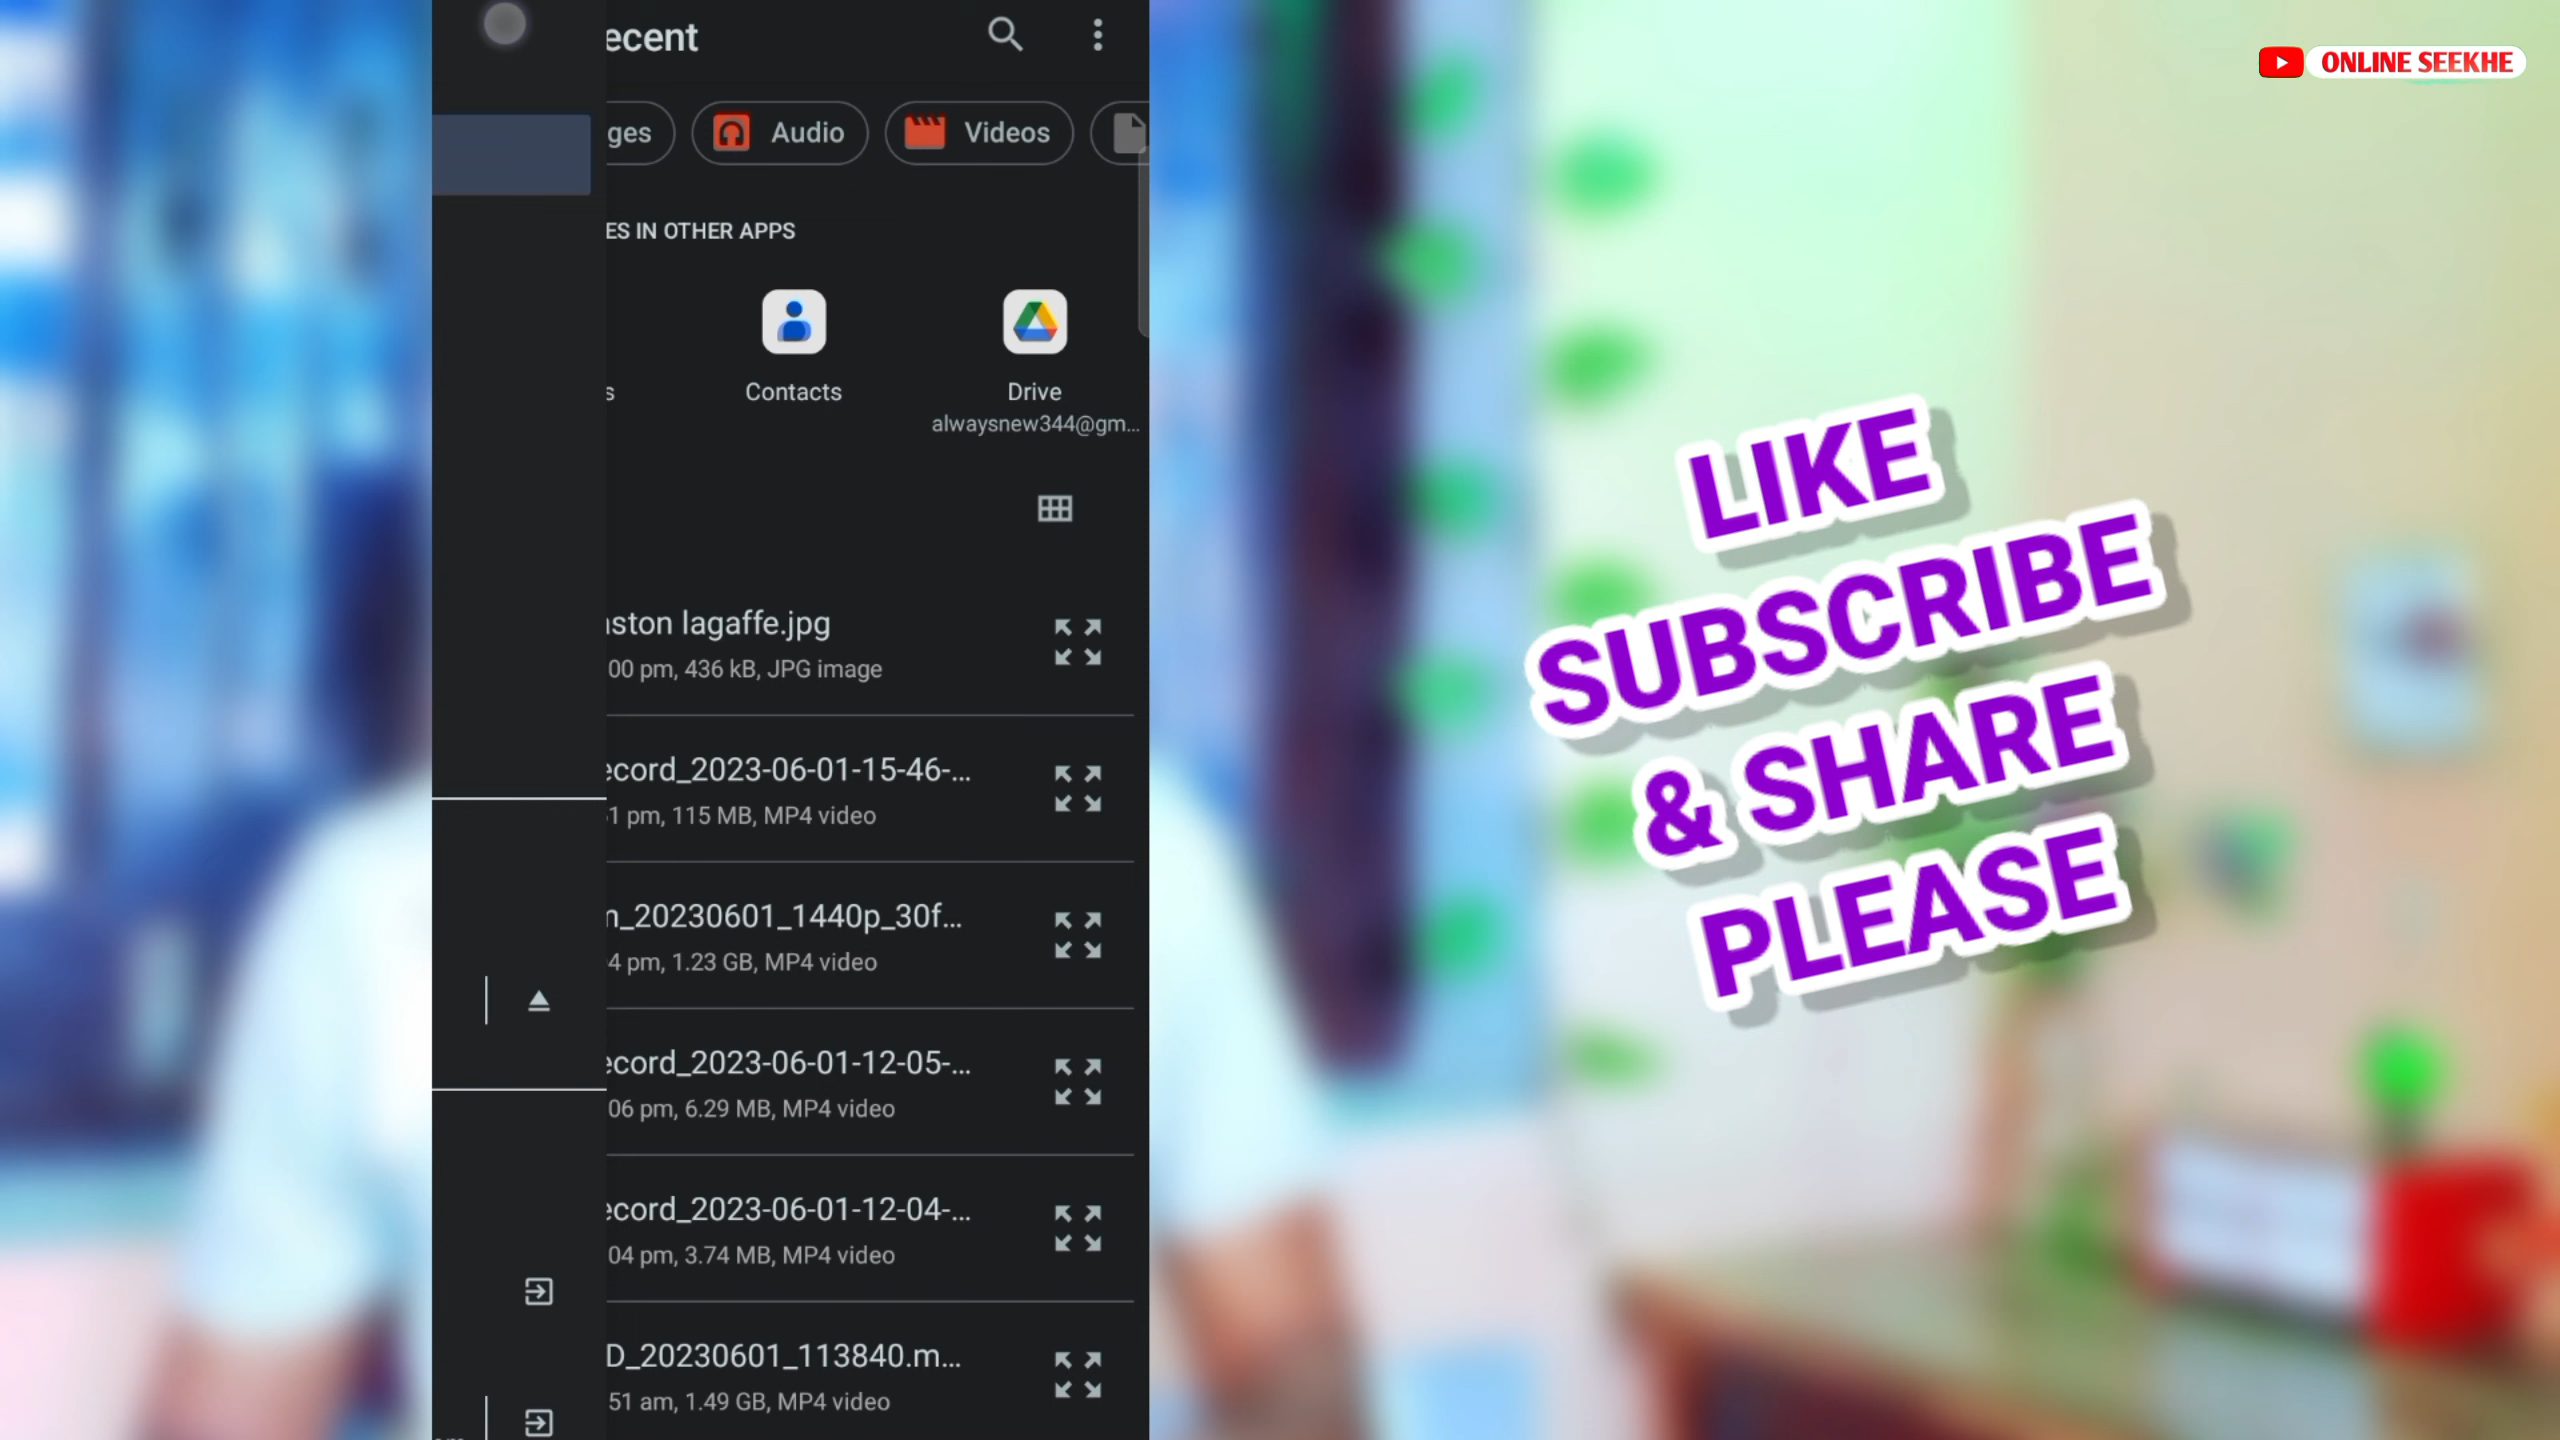 ecent
ges
Audio
Videos
ES IN OTHER APPS
s
Contacts
Drive
alwaysnew344@gm...
aston lagaffe.jpg
00 pm, 436 kB, JPG image
ecord_2023-06-01-15-46-...
1 pm, 115 MB, MP4 video
n_20230601_1440p_30f...
4 pm, 1.23 GB, MP4 video
ecord_2023-06-01-12-05-...
06 pm, 6.29 MB, MP4 video
ecord_2023-06-01-12-04-...
04 pm, 3.74 MB, MP4 video
D_20230601_113840.m...
51 am, 1.49 GB, MP4 video
ONLINE SEEKHE
LIKE
SUBSCRIBE
& SHARE
PLEASE